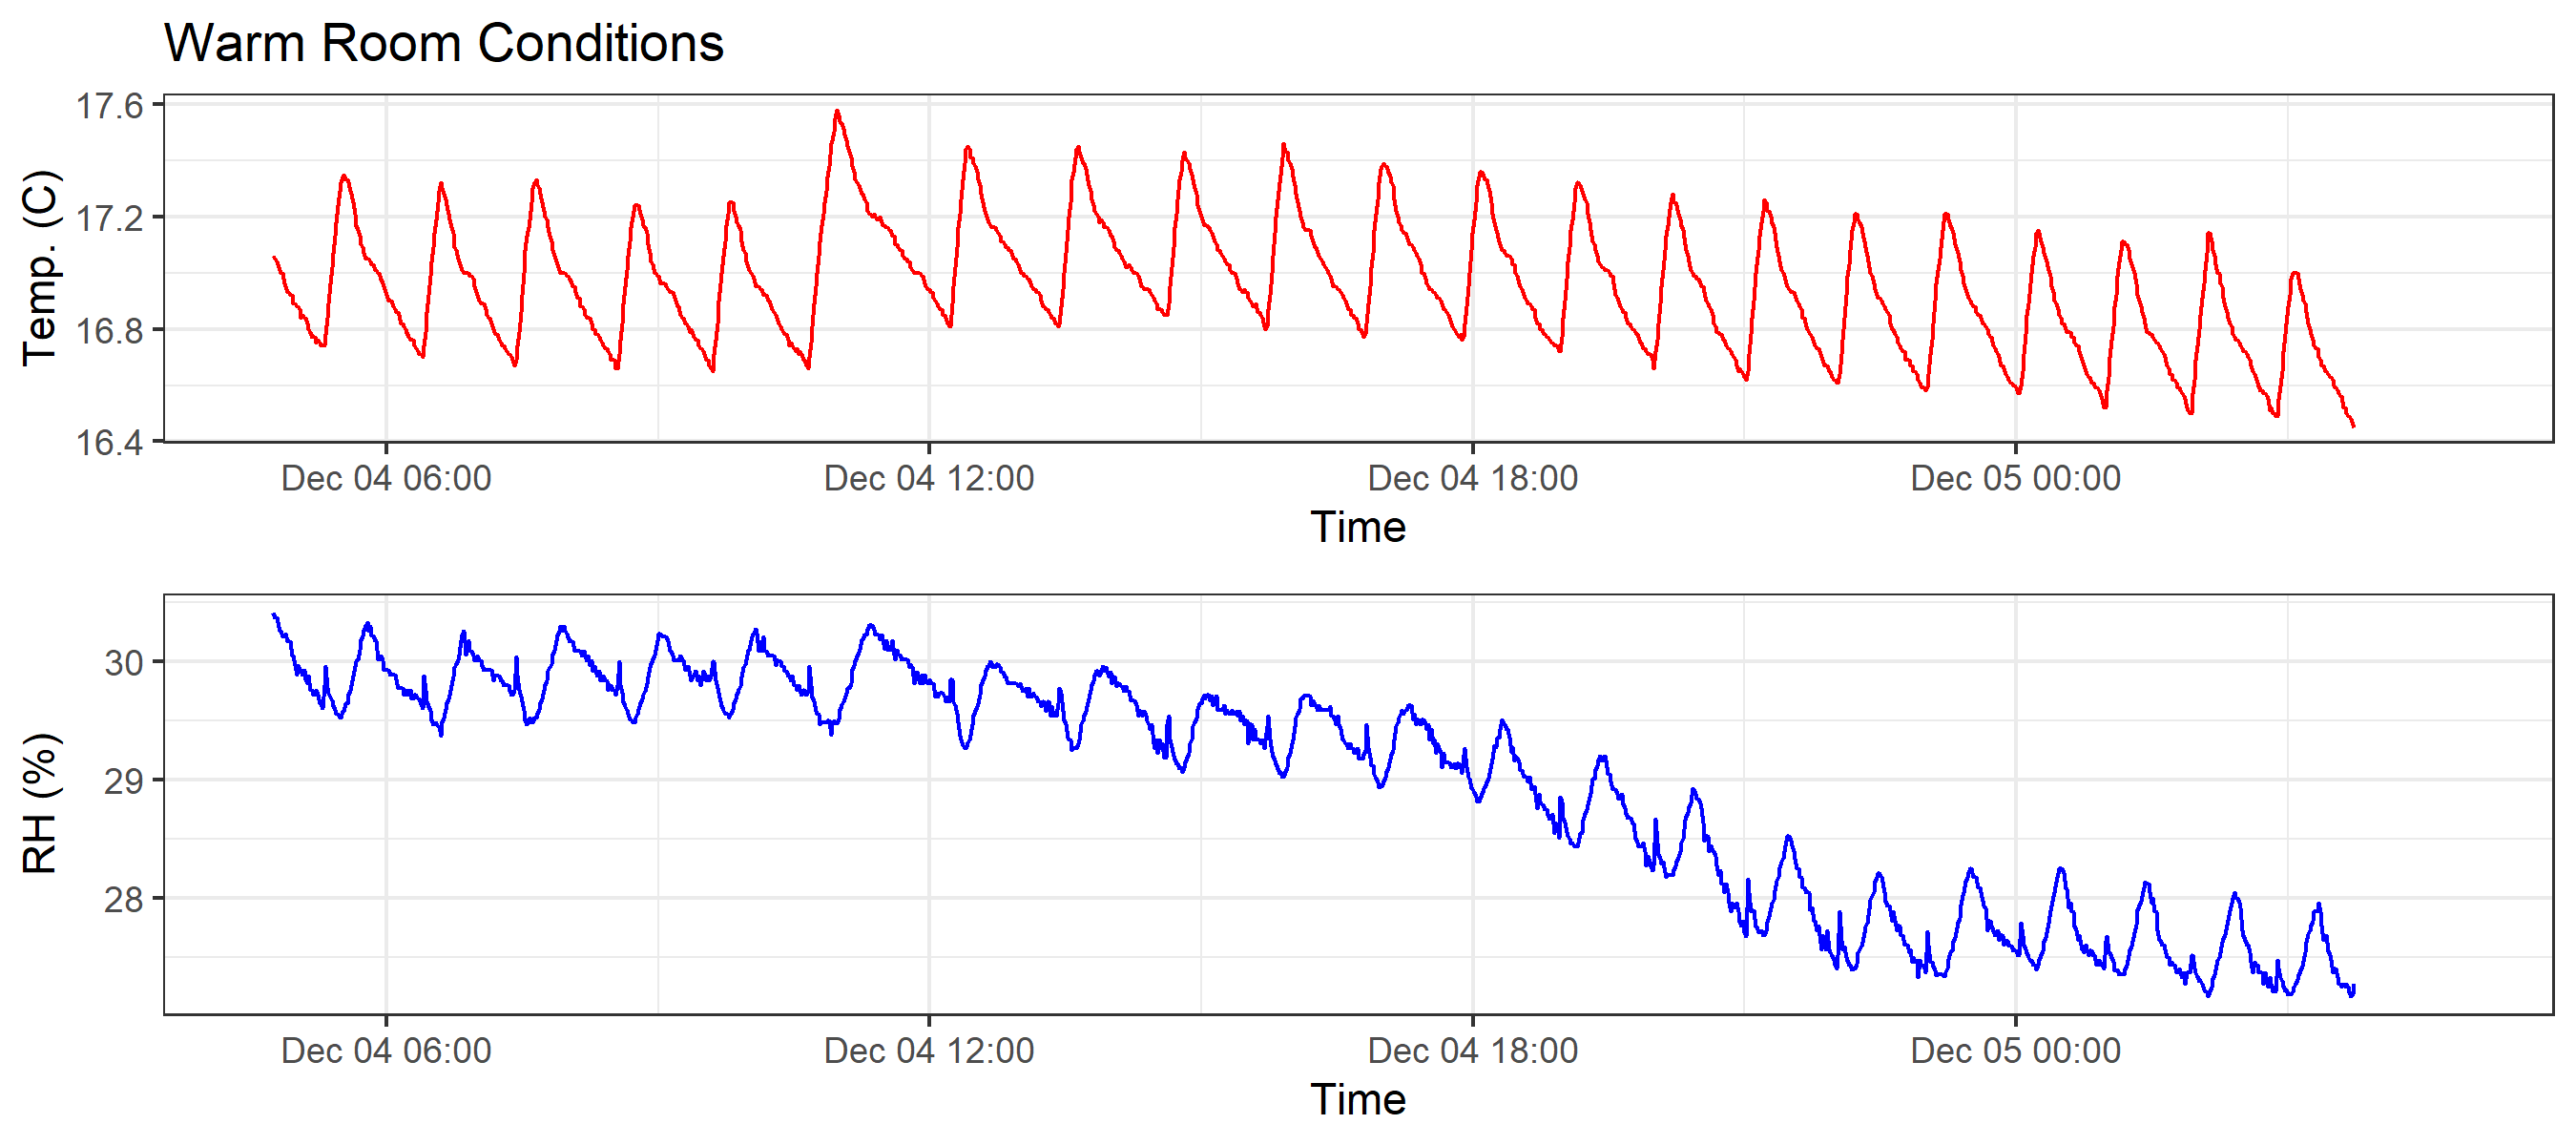 Warm Room Conditions
Temp. (C)
17.6
17.2
16.8
16.4
Dec 04 06:00 Dec 04 12:00 Dec 04 18:00 Dec 05 00:00
Time
RH (%)
30
29
28
Dec 04 06:00 Dec 04 12:00 Dec 04 18:00 Dec 05 00:00
Time